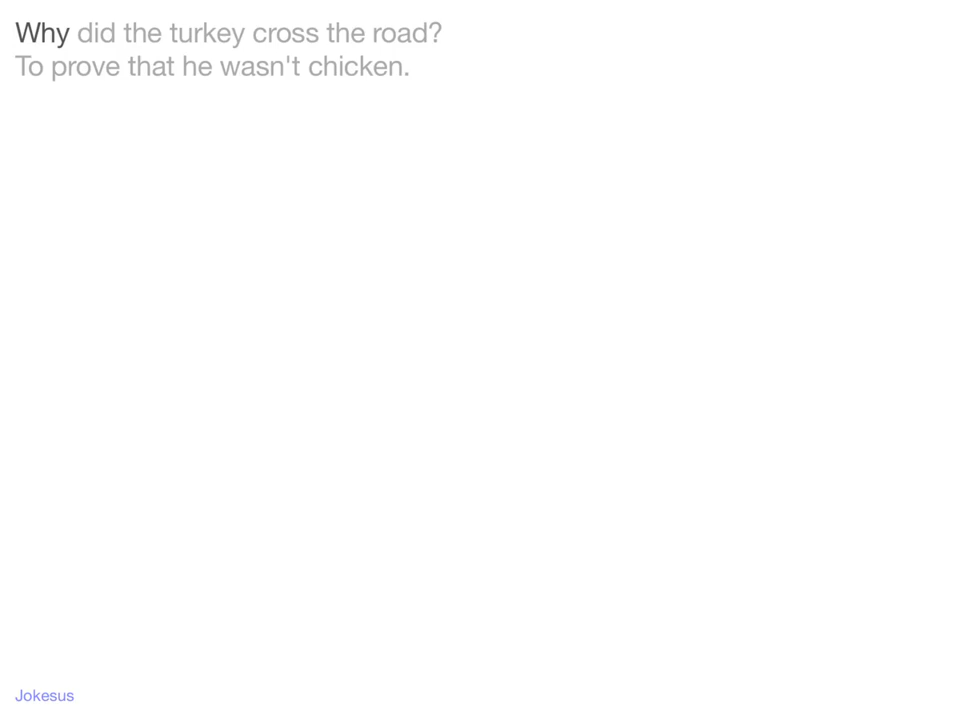 Why did the turkey cross the road?
To prove that he wasn't chicken.
Jokesus